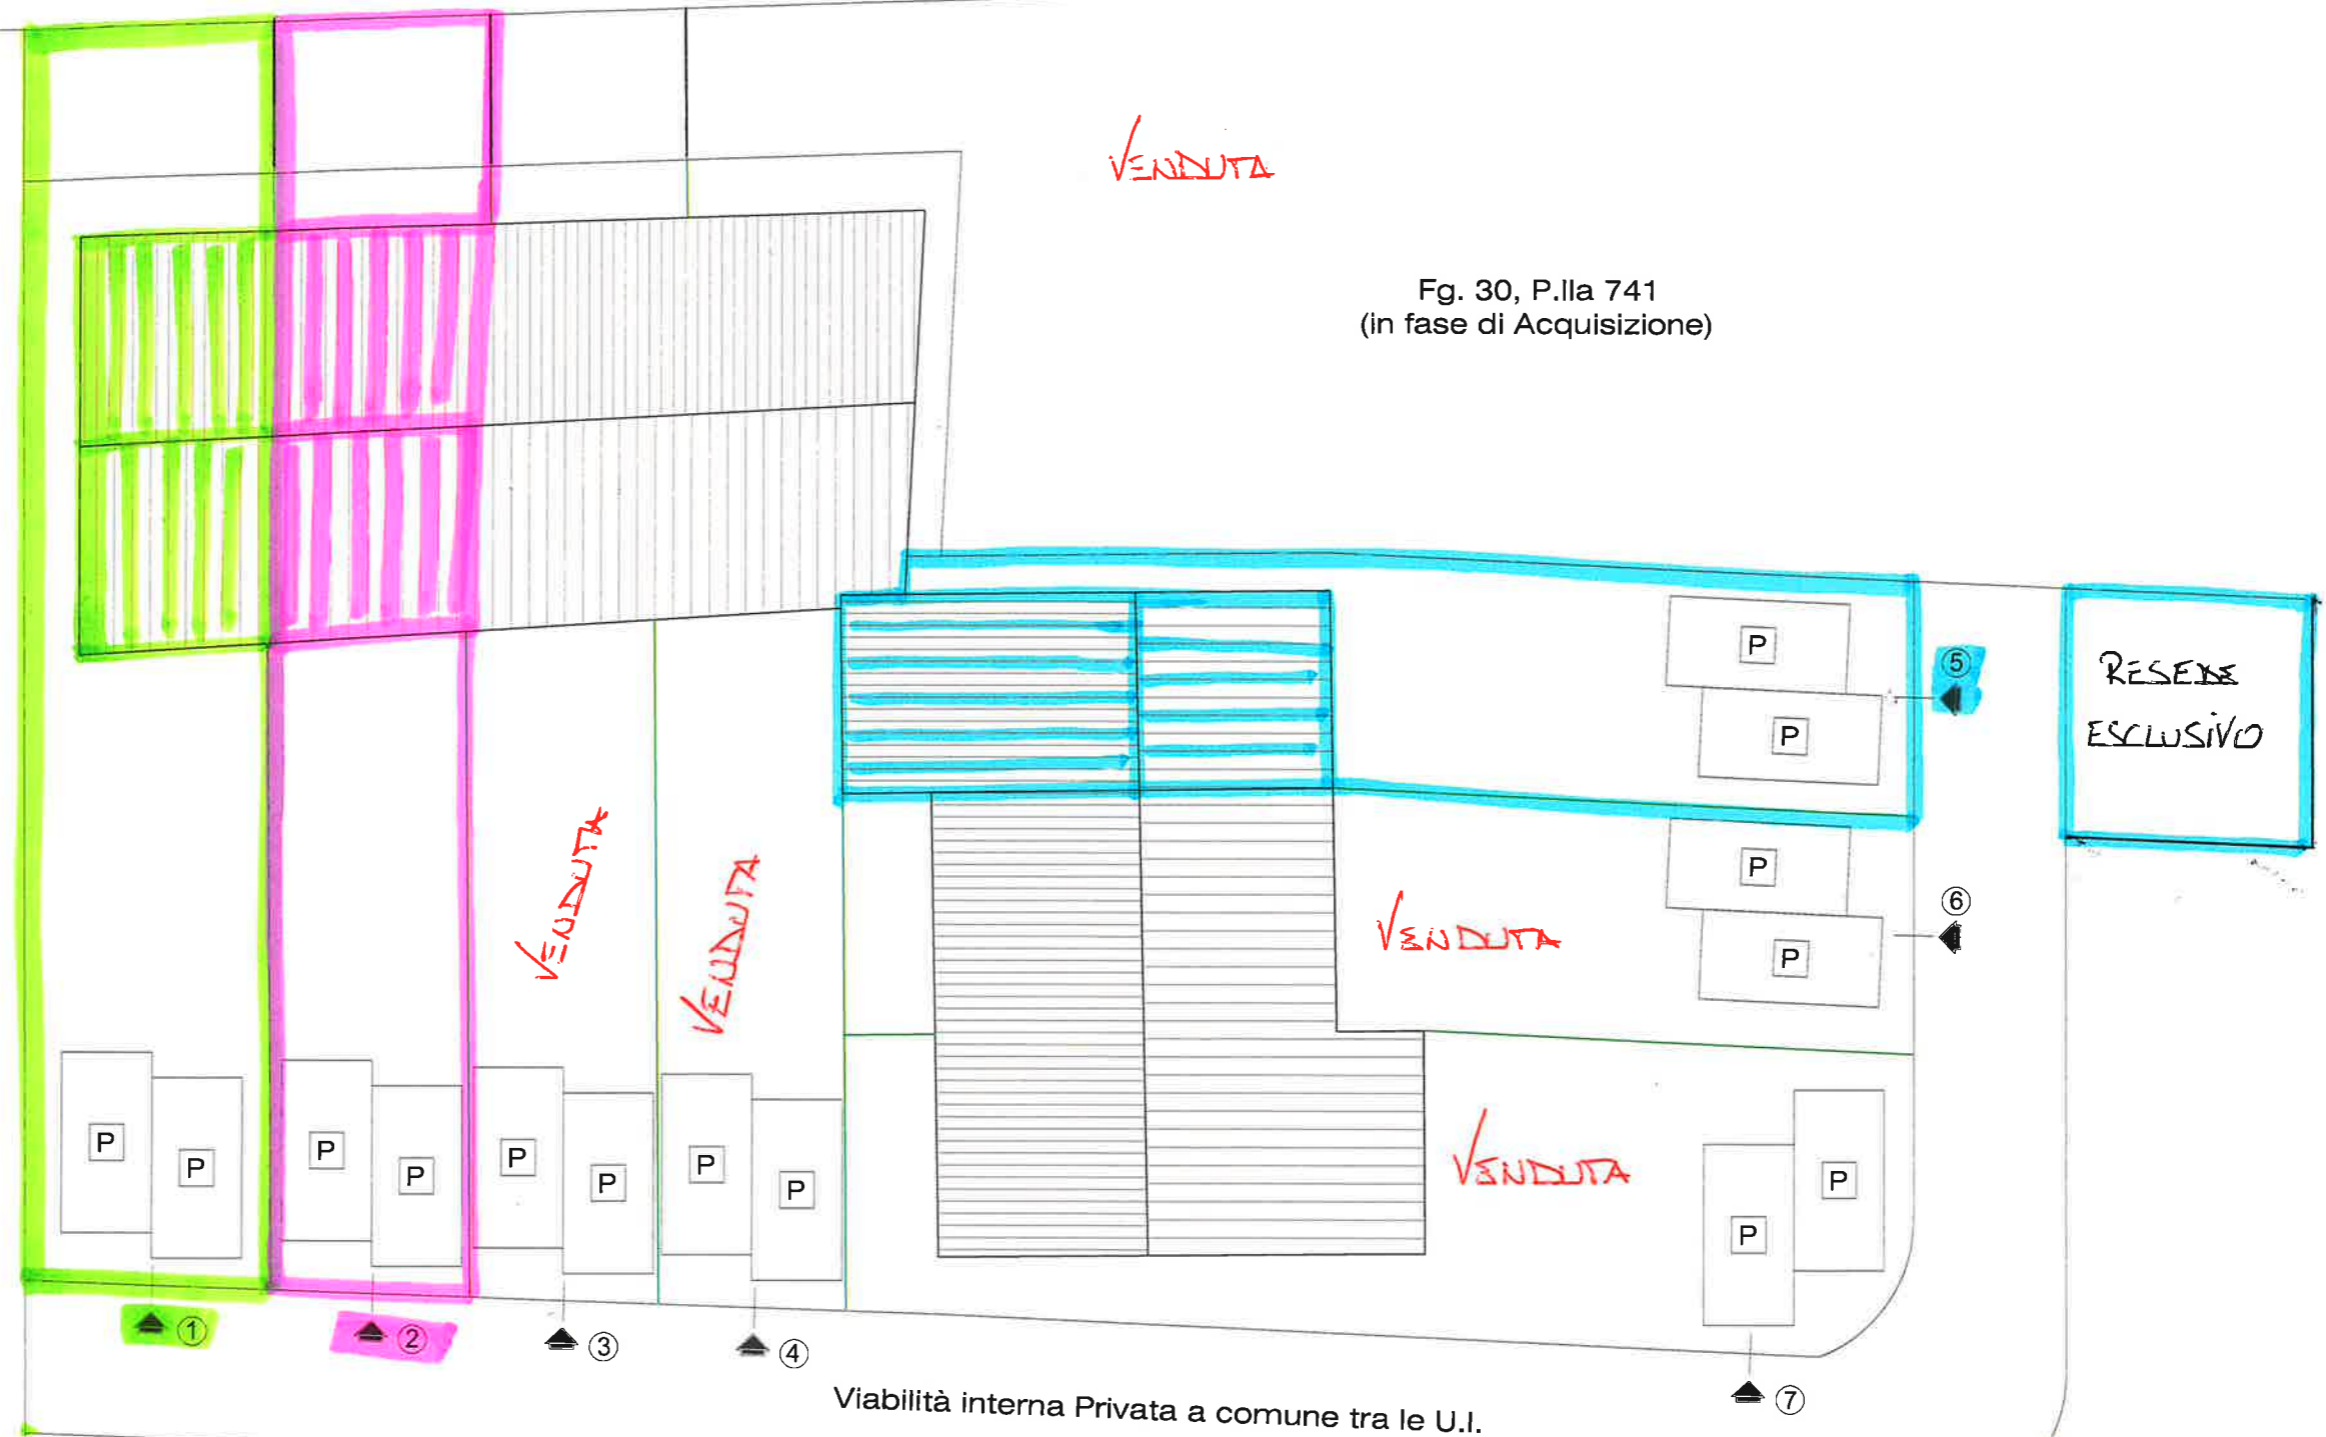 VENDUTA
Fg. 30, P.lla 741
(in fase di Acquisizione)
P
5
RESEDE
ESCLUSIVO
P
VENDUTA
VENDUTA
VENDUTA
P
6
P
VENDUTA
P
P
P
P
P
P
P
P
P
P
1
2
3
4
7
Viabilità interna Privata a comune tra le U.I.